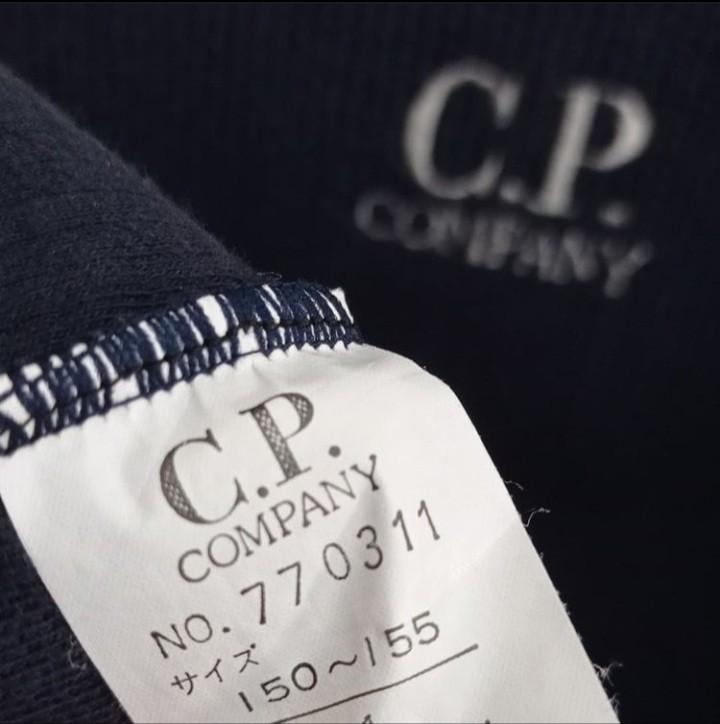 C.P.
COMPANY
C.P.
COMPANY
NO. 770311
サイズ
150～155